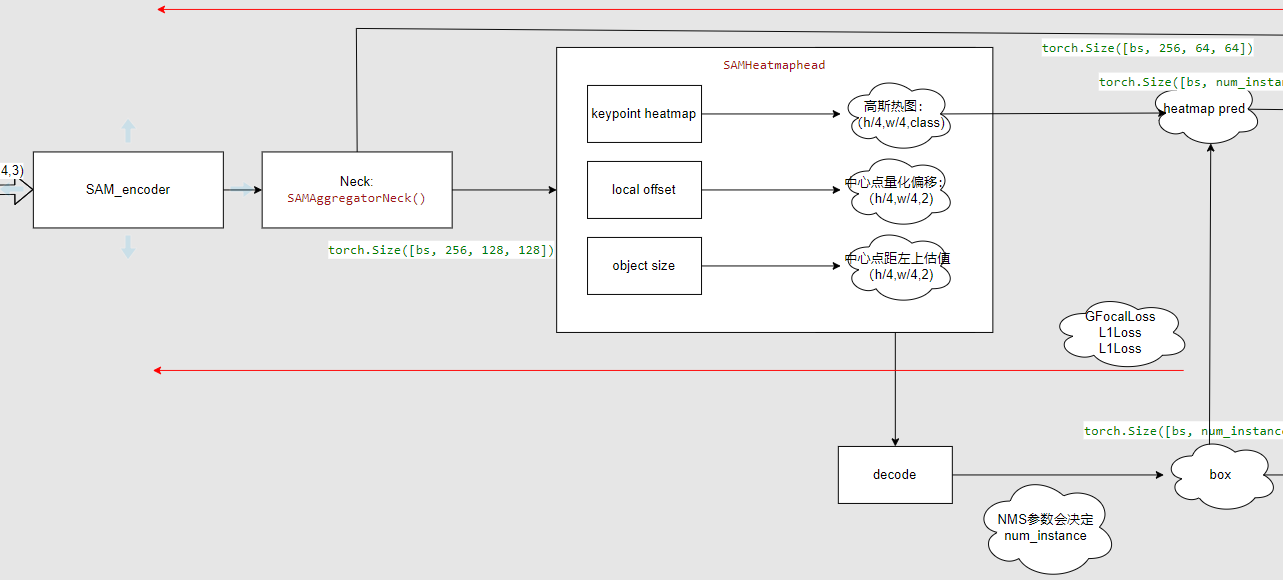 torch.Size([bs, 256, 64, 64])
SAMHeatmaphead
torch.Size([bs, num_instan
keypoint heatmap
高斯热图：
(h/4,w/4,class)
heatmap pred
4,3)
SAM_encoder
Neck:
SAMAggregatorNeck()
local offset
中心点量化偏移：
(h/4,w/4,2)
torch.Size([bs, 256, 128, 128])
object size
中心点距左上估值
(h/4,w/4,2)
GFocalLoss
L1Loss
L1Loss
torch.Size([bs, num_instance
decode
box
NMS参数会决定
num_instance